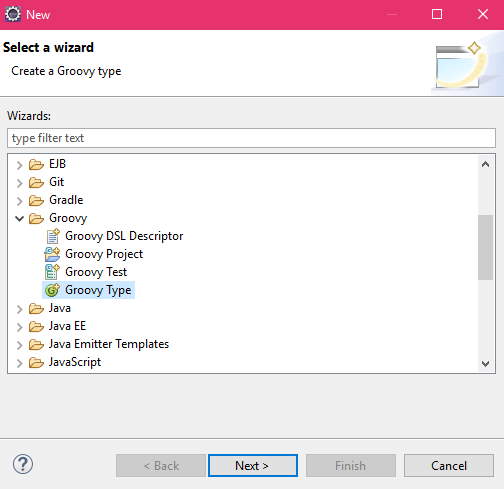 New
Select a wizard
Create a Groovy type
Wizards:
type filter text
EJB
Git
Gradle
Groovy
Groovy DSL Descriptor
Groovy Project
Groovy Test
Groovy Type
Java
Java EE
Java Emitter Templates
JavaScript
? < Back Next > Finish Cancel